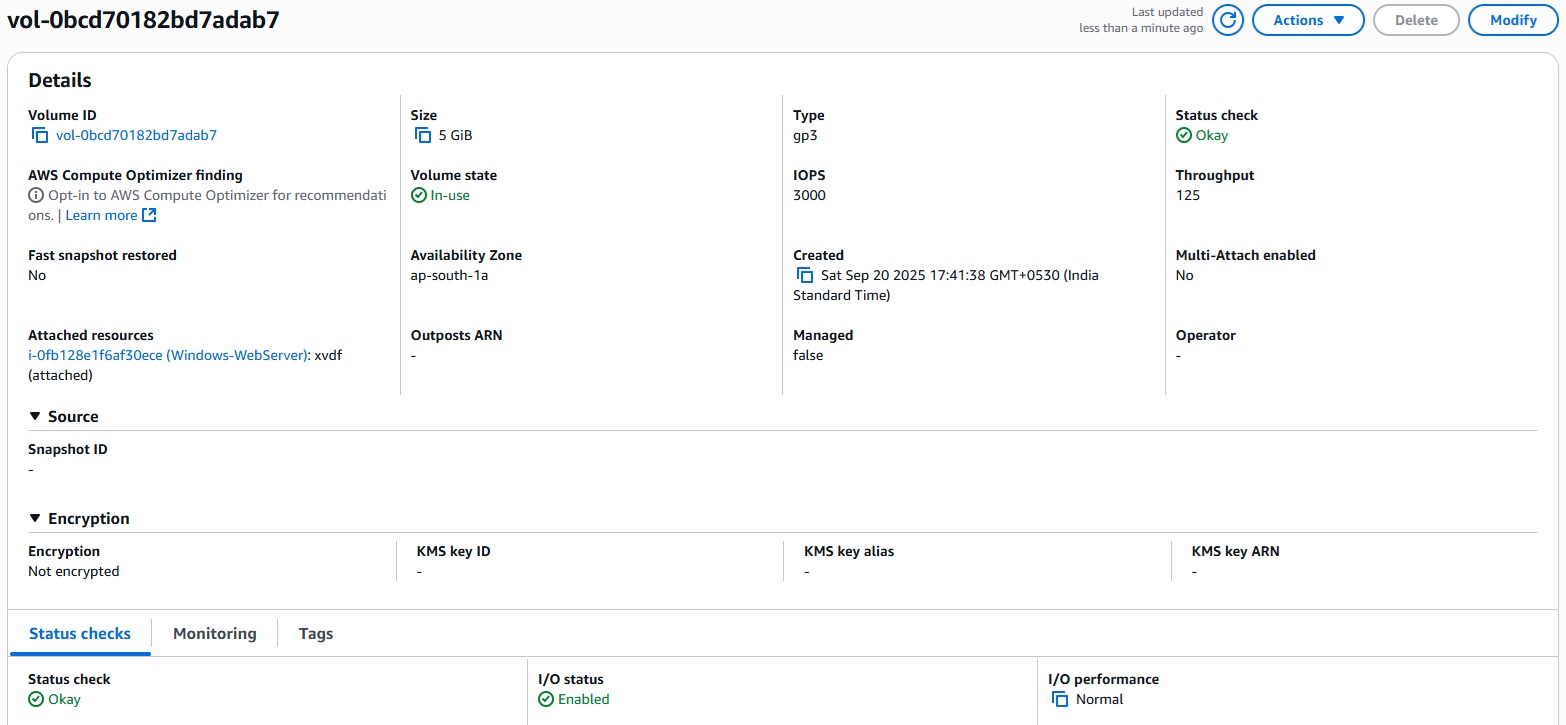 vol-0bcd70182bd7adab7
Last updated
less than a minute ago
Actions
Delete
Modify
Details
Volume ID
vol-0bcd70182bd7adab7
Size
5 GiB
Type
gp3
Status check
Okay
AWS Compute Optimizer finding
Opt-in to AWS Compute Optimizer for recommendati
ons. | Learn more
Volume state
In-use
IOPS
3000
Throughput
125
Fast snapshot restored
No
Availability Zone
ap-south-1a
Created
Sat Sep 20 2025 17:41:38 GMT+0530 (India
Standard Time)
Multi-Attach enabled
No
Attached resources
i-0fb128e1f6af30ece (Windows-WebServer): xvdf
(attached)
Outposts ARN
-
Managed
false
Operator
-
Source
Snapshot ID
-
Encryption
Encryption
Not encrypted
KMS key ID
-
KMS key alias
-
KMS key ARN
-
Status checks
Monitoring
Tags
Status check
Okay
I/O status
Enabled
I/O performance
Normal